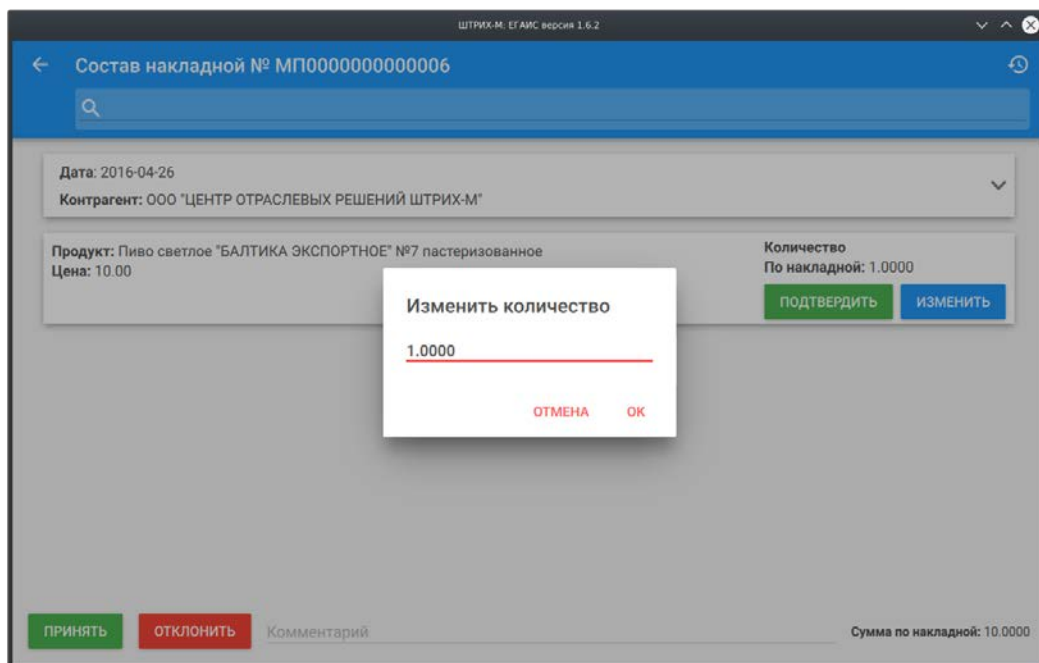 ШТРИХ-М: ЕГАИС версия 1.6.2
Состав накладной № МП0000000000006
Дата: 2016-04-26
Контрагент: ООО "ЦЕНТР ОТРАСЛЕВЫХ РЕШЕНИЙ ШТРИХ-М"
Продукт: Пиво светлое "БАЛТИКА ЭКСПОРТНОЕ" №7 пастеризованное
Цена: 10.00
Количество
По накладной: 1.0000
ПОДТВЕРДИТЬ ИЗМЕНИТЬ
Изменить количество
1.0000
ОТМЕНА ОК
ПРИНЯТЬ ОТКЛОНИТЬ Комментарий Сумма по накладной: 10.0000